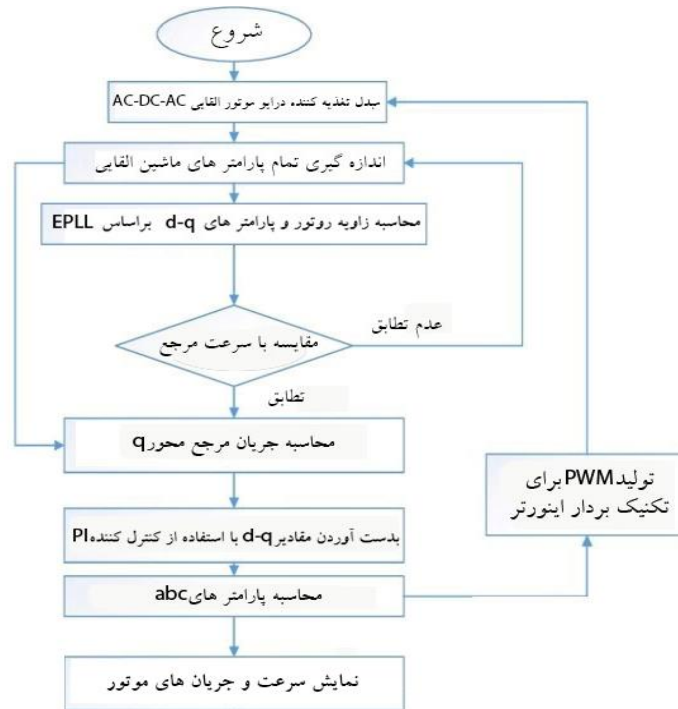 شروع
مبدل تغذیه کننده درایو موتور القایی AC-DC-AC
اندازه گیری تمام پارامتر های ماشین القایی
محاسبه زاویه روتور و پارامتر های d-q براساس EPLL
عدم تطابق
مقایسه با سرعت مرجع
تطابق
محاسبه جریان مرجع محورq
تولیدPWMبرای
تکنیک بردار اینورتر
بدست آوردن مقادیرd-q با استفاده از کنترل کنندهPI
محاسبه پارامتر هایabc
نمایش سرعت و جریان های موتور